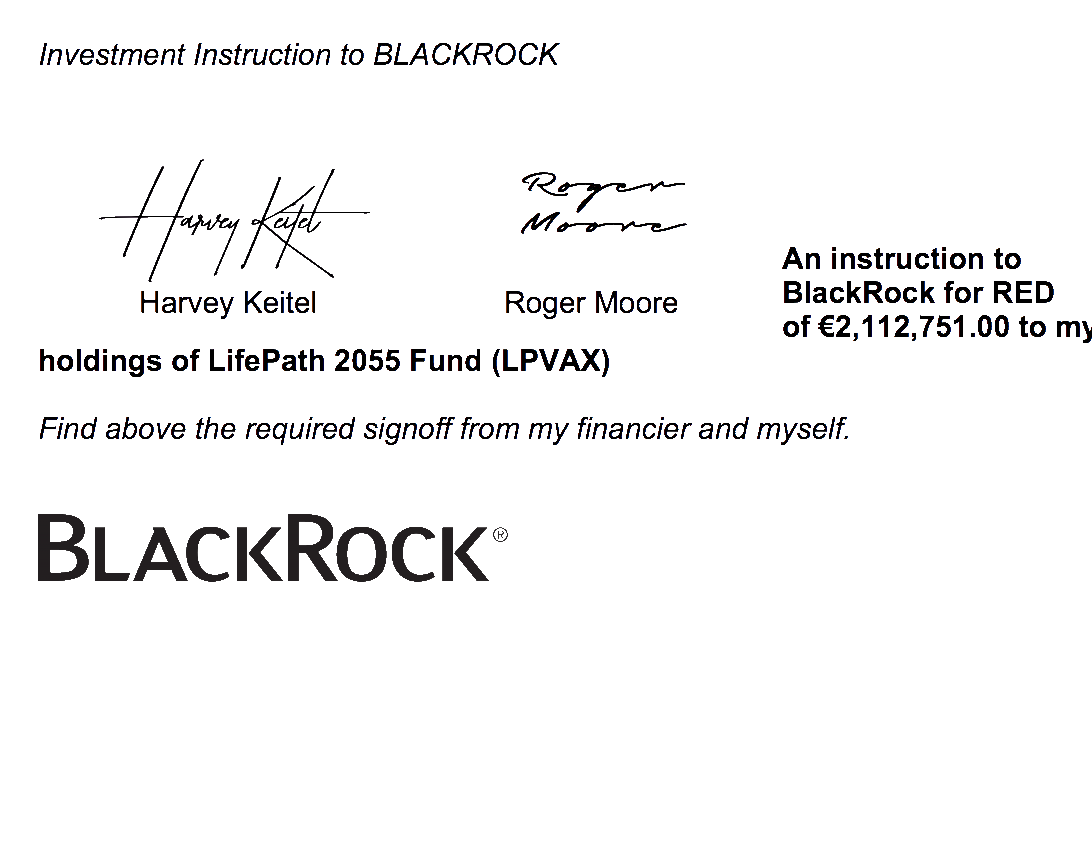 Investment Instruction to BLACKROCK
Harvey Keitel
Roger
Moore
Harvey Keitel
Roger Moore
An instruction to
BlackRock for RED
of €2,112,751.00 to my
holdings of LifePath 2055 Fund (LPVAX)
Find above the required signoff from my financier and myself.
BLACKROCK®